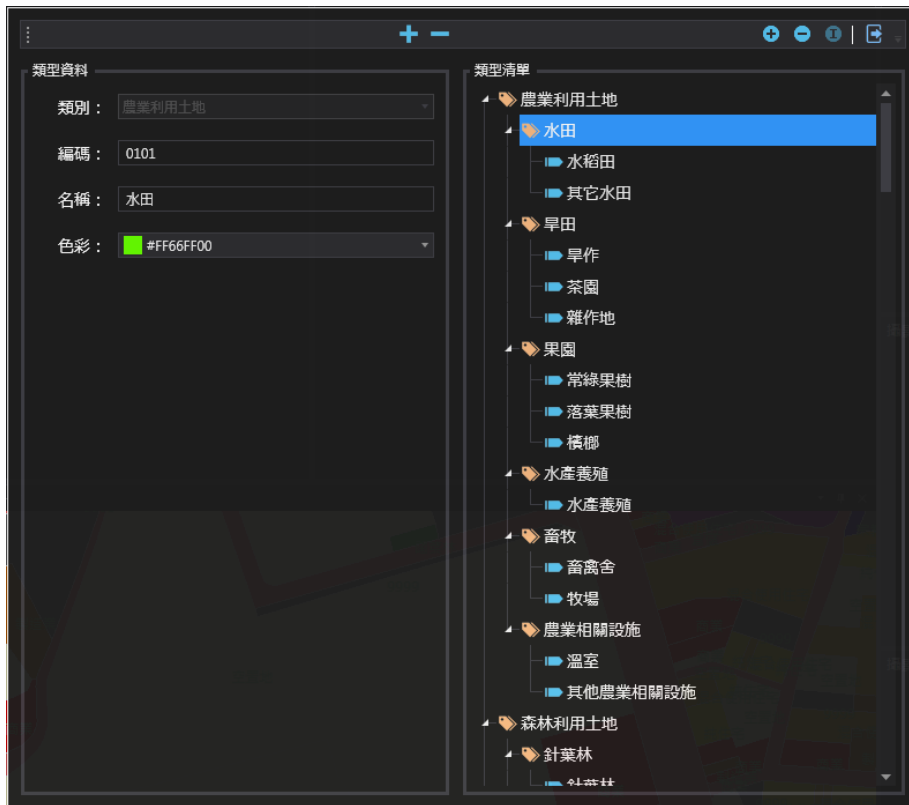 類型資料
類別：
農業利用土地
編碼：
0101
名稱：
水田
色彩：
#FF66FF00
類型清單
農業利用土地
水田
水稻田
其它水田
旱田
旱作
茶園
雜作地
果園
常綠果樹
落葉果樹
檳榔
水產養殖
水產養殖
畜牧
畜禽舍
牧場
農業相關設施
溫室
其他農業相關設施
森林利用土地
針葉林
針葉林